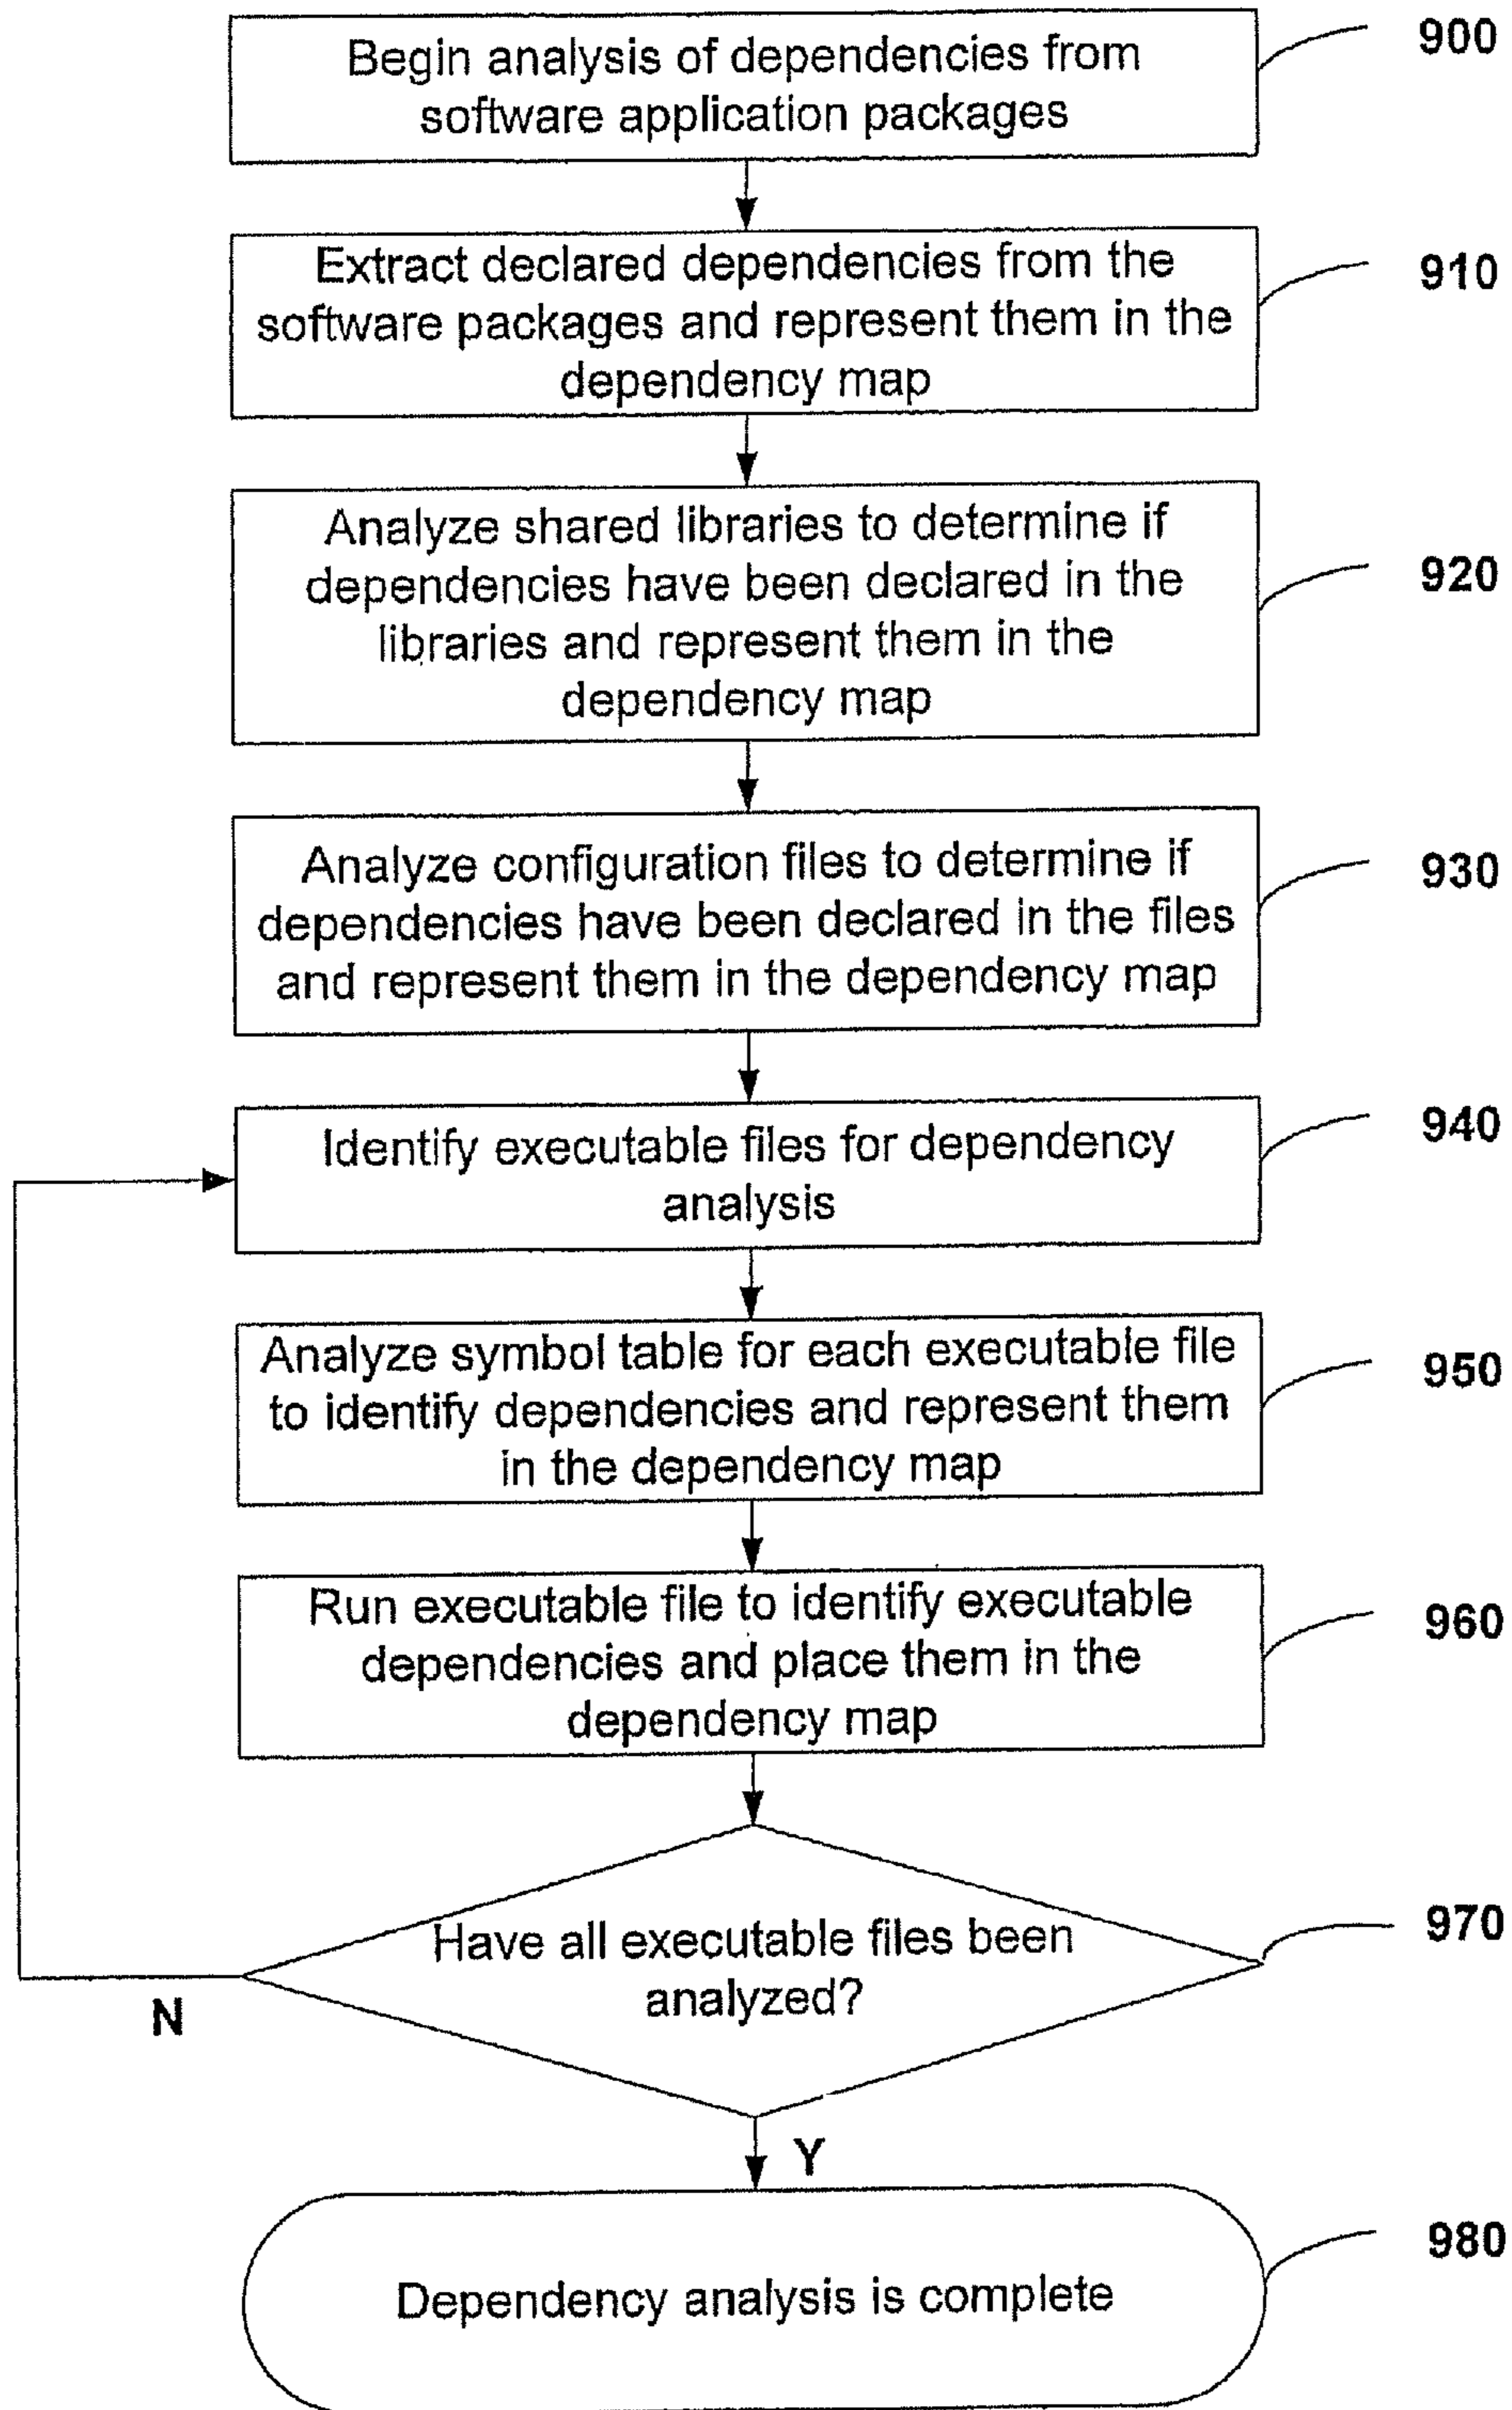 Begin analysis of dependencies from
software application packages
900
Extract declared dependencies from the
software packages and represent them in the
dependency map
910
Analyze shared libraries to determine if
dependencies have been declared in the
libraries and represent them in the
dependency map
920
Analyze configuration files to determine if
dependencies have been declared in the files
and represent them in the dependency map
930
Identify executable files for dependency
analysis
940
Analyze symbol table for each executable file
to identify dependencies and represent them
in the dependency map
950
Run executable file to identify executable
dependencies and place them in the
dependency map
960
Have all executable files been
analyzed?
970
N
Y
Dependency analysis is complete
980